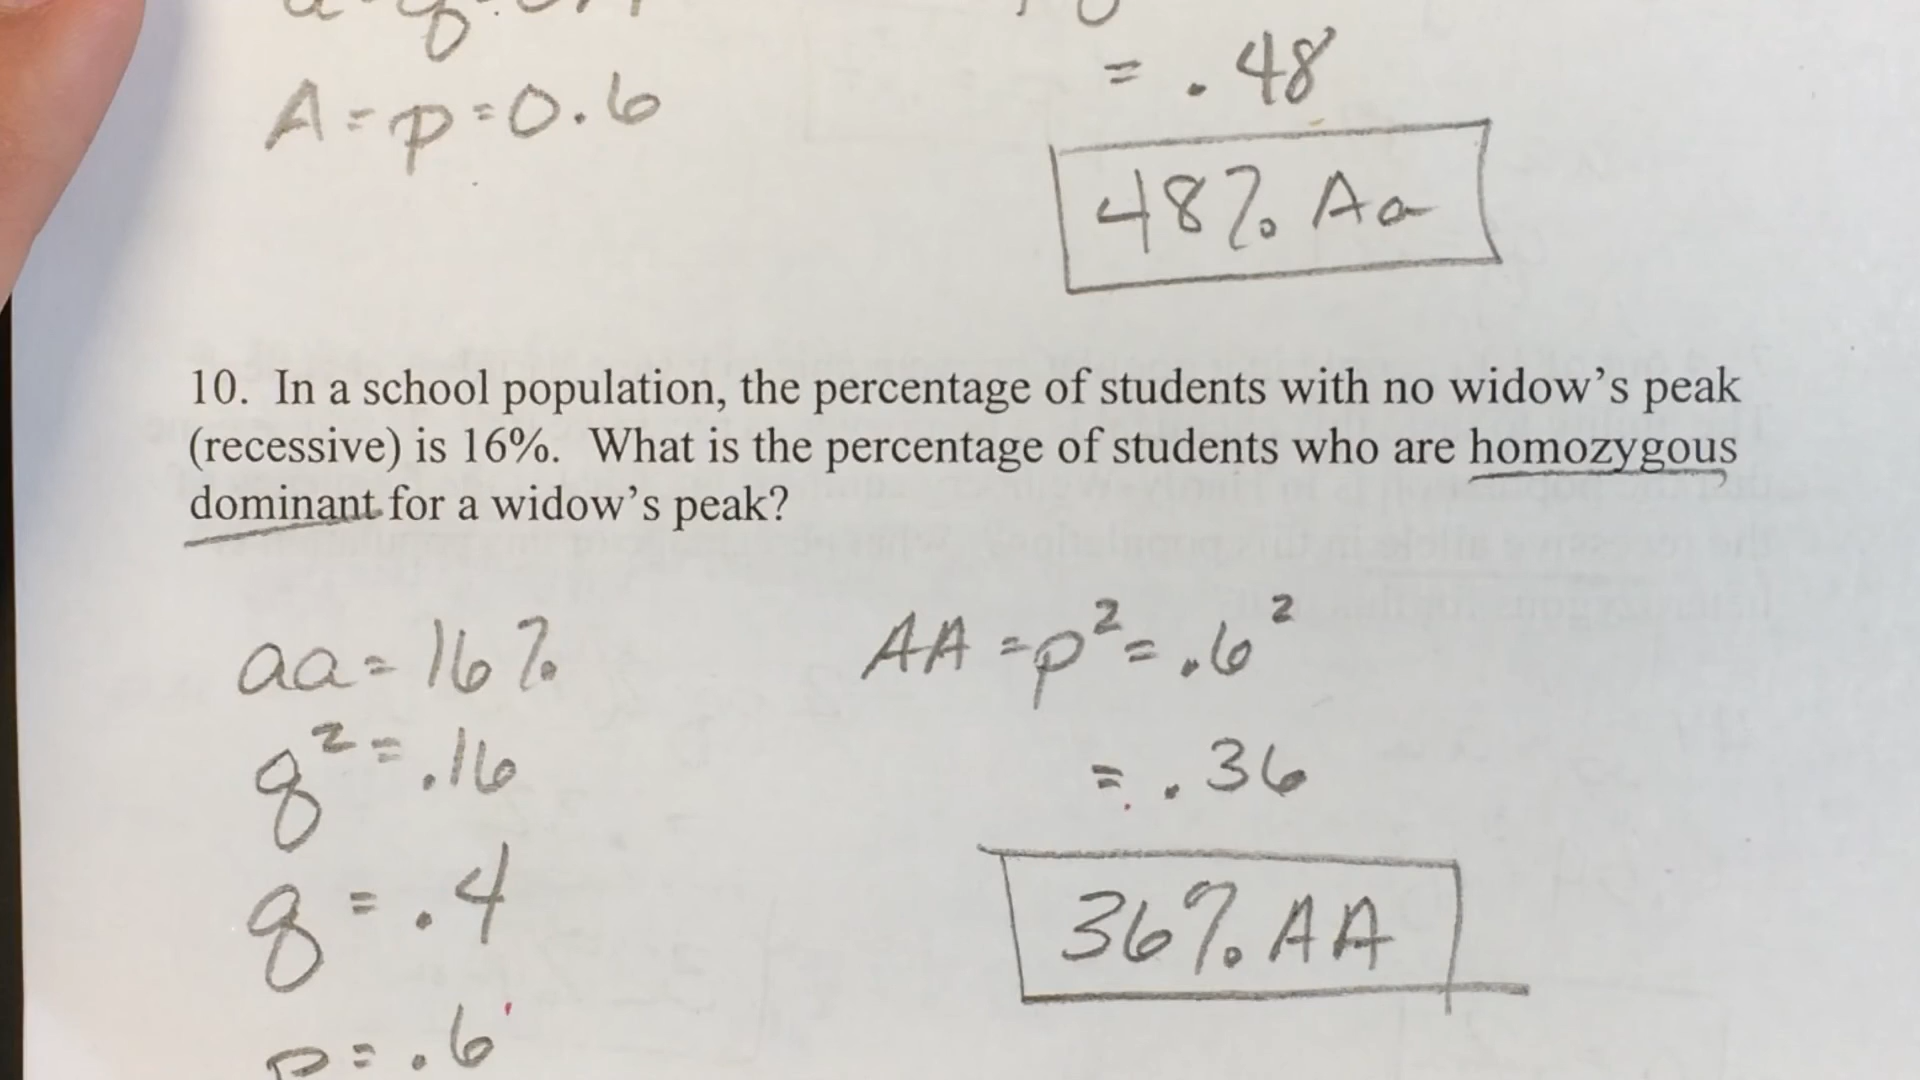 A = p = 0.6
= .48
48% Aa
10. In a school population, the percentage of students with no widow’s peak
(recessive) is 16%. What is the percentage of students who are homozygous
dominant for a widow’s peak?
aa = 16%
q² = .16
q = .4
p = .6
AA = p² = .6²
= .36
36% AA